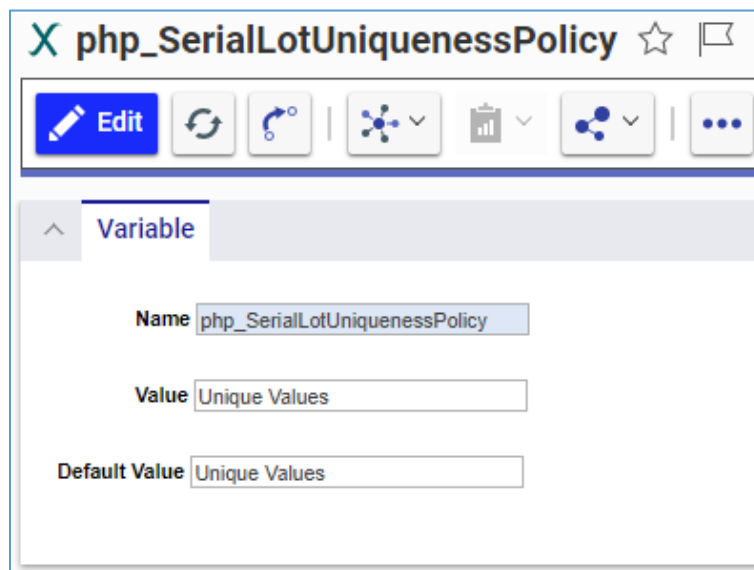 php_SerialLotUniquenessPolicy
Edit
Variable
Name php_SerialLotUniquenessPolicy
Value Unique Values
Default Value Unique Values